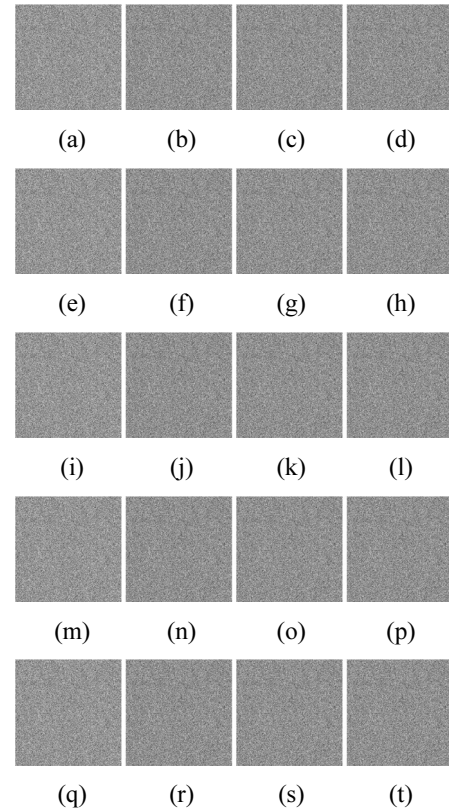 (a) (b) (c) (d)
(e) (f) (g) (h)
(i) (j) (k) (l)
(m) (n) (o) (p)
(q) (r) (s) (t)